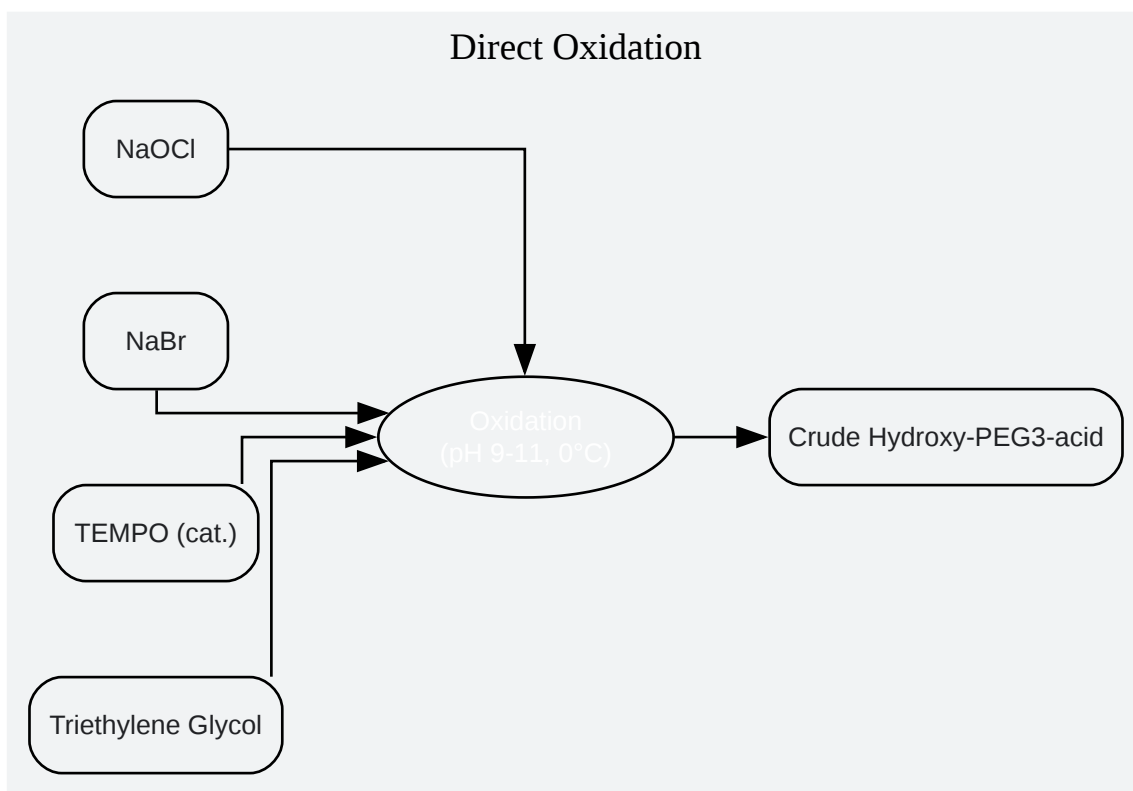 Direct Oxidation
NaOCl
NaBr
Oxidation
(pH 9-11, 0°C)
Crude Hydroxy-PEG3-acid
TEMPO (cat.)
Triethylene Glycol